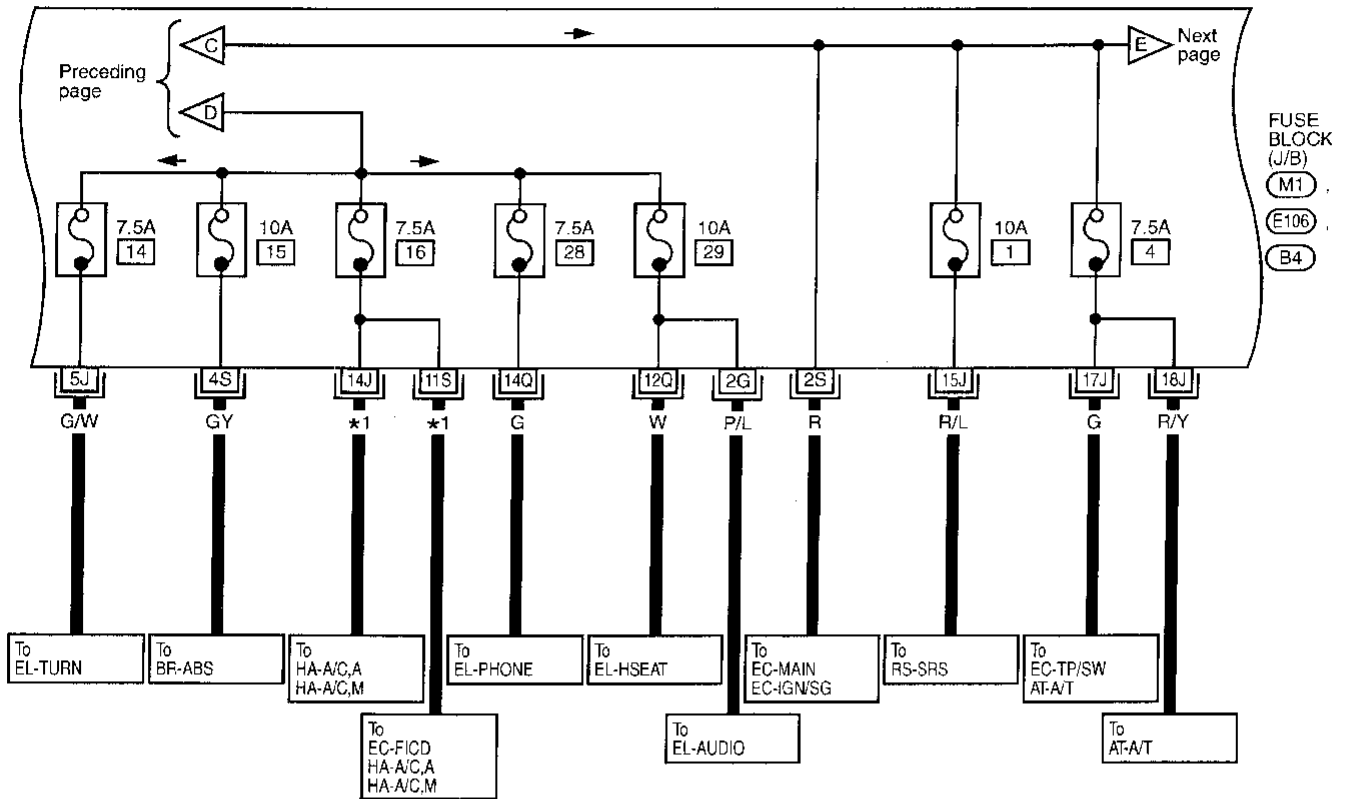 C
E
Next
page
Preceding
page
D
FUSE
BLOCK
(J/B)
M1 ,
E106 ,
B4
7.5A
14
10A
15
7.5A
16
7.5A
28
10A
29
10A
1
7.5A
4
5J
4S
14J
11S
14Q
12Q
2G
2S
15J
17J
18J
G/W
GY
★1
★1
G
W
P/L
R
R/L
G
R/Y
To
EL-TURN
To
BR-ABS
To
HA-A/C,A
HA-A/C,M
To
EL-PHONE
To
EL-HSEAT
To
EC-MAIN
EC-IGN/SG
To
RS-SRS
To
EC-TP/SW
AT-A/T
To
EC-FICD
HA-A/C,A
HA-A/C,M
To
EL-AUDIO
To
AT-A/T